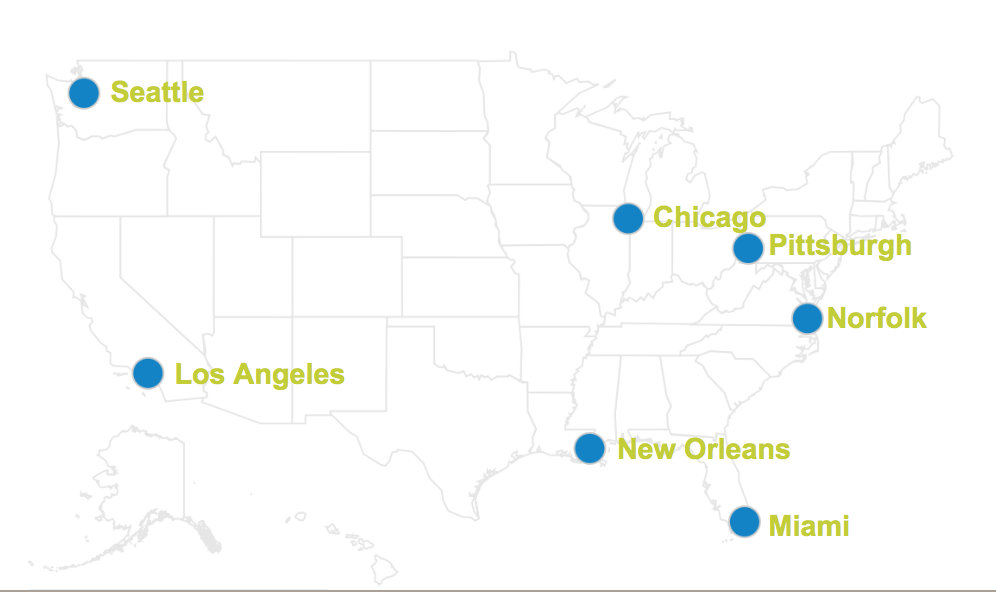 Seattle
Chicago
Pittsburgh
Norfolk
Los Angeles
New Orleans
Miami